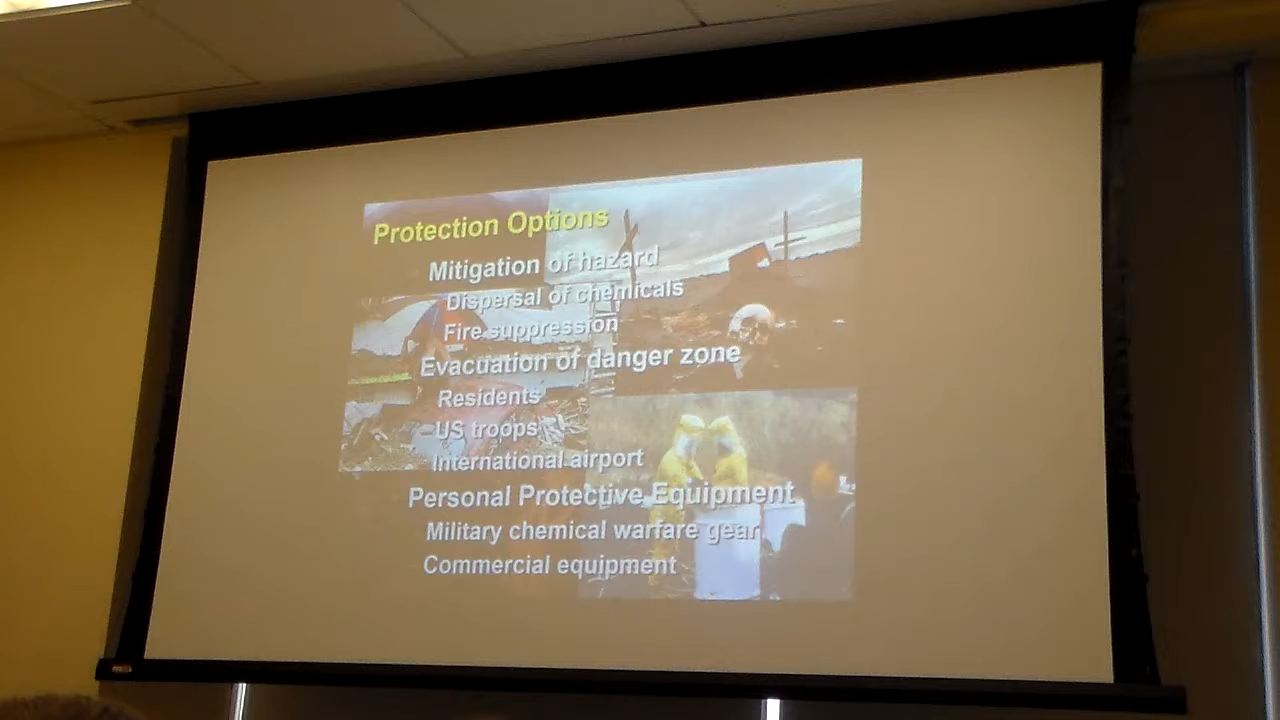 Protection Options
Mitigation of hazard
Dispersal of chemicals
Fire suppression
Evacuation of danger zone
Residents
US troops
International airport
Personal Protective Equipment
Military chemical warfare gear
Commercial equipment